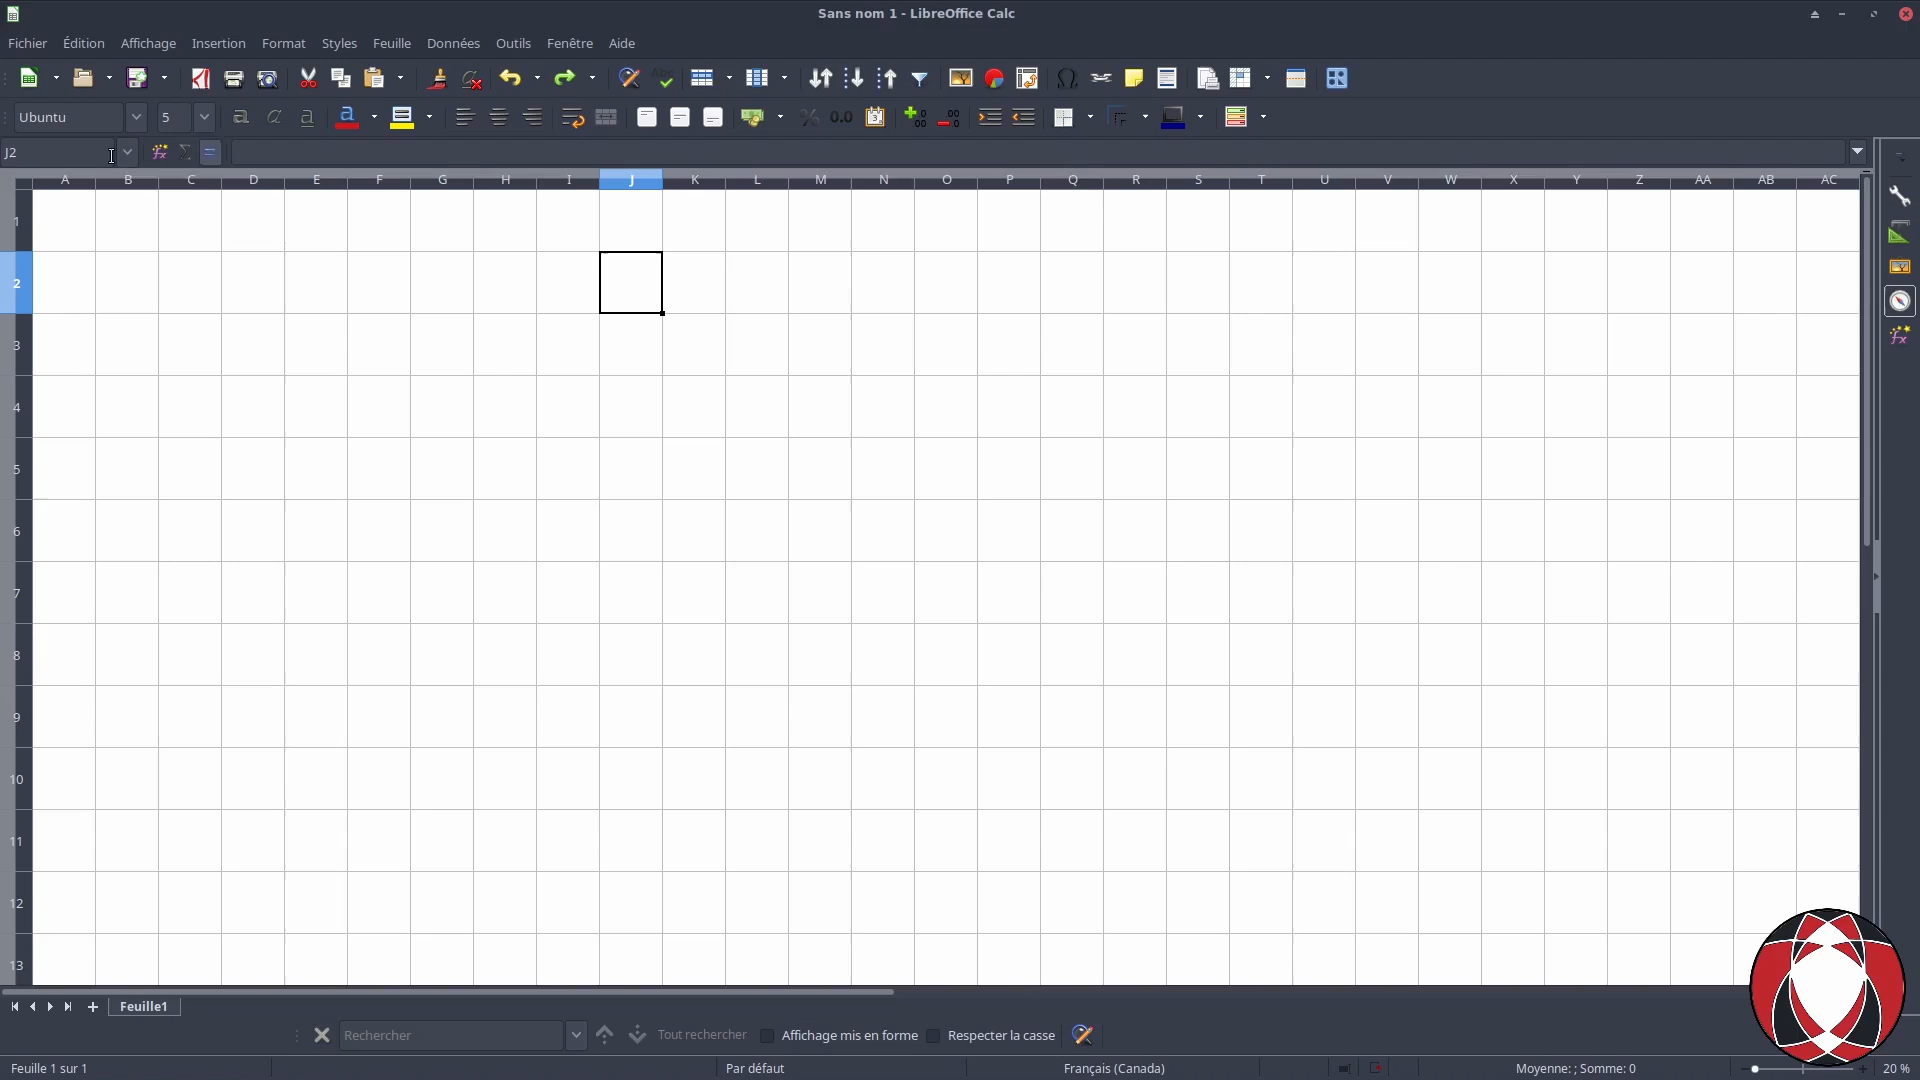 Sans nom 1 - LibreOffice Calc
Fichier Édition Affichage Insertion Format Styles Feuille Données Outils Fenêtre Aide
Ubuntu 5
J2
A B C D E F G H I J K L M N O P Q R S T U V W X Y Z AA AB AC
1
2
3
4
5
6
7
8
9
10
11
12
13
Feuille1
Rechercher Tout rechercher Affichage mis en forme Respecter la casse
Feuille 1 sur 1 Par défaut Français (Canada) Moyenne: ; Somme: 0 20 %